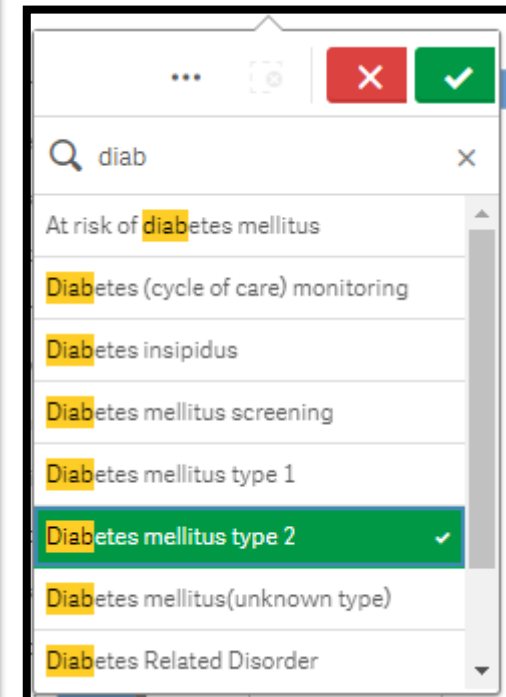 diab
At risk of diabetes mellitus
Diabetes (cycle of care) monitoring
Diabetes insipidus
Diabetes mellitus screening
Diabetes mellitus type 1
Diabetes mellitus type 2
Diabetes mellitus(unknown type)
Diabetes Related Disorder